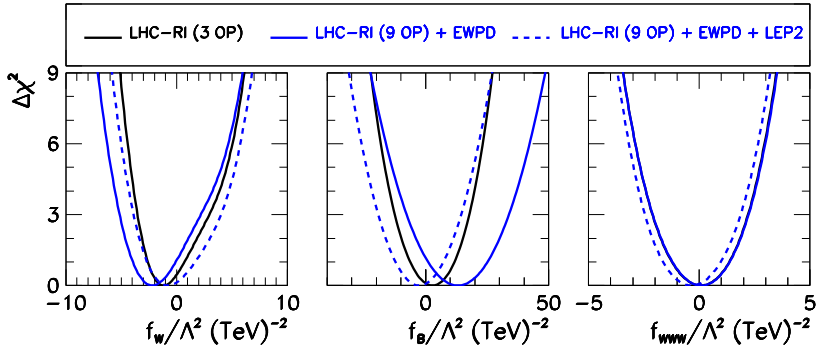 LHC-RI (3 OP) LHC-RI (9 OP) + EWPD LHC-RI (9 OP) + EWPD + LEP2
Δχ²
9
6
3
0
-10 0 10
-40 0 50
-5 0 5
f_W/Λ² (TeV)⁻² f_B/Λ² (TeV)⁻² f_WWW/Λ² (TeV)⁻²